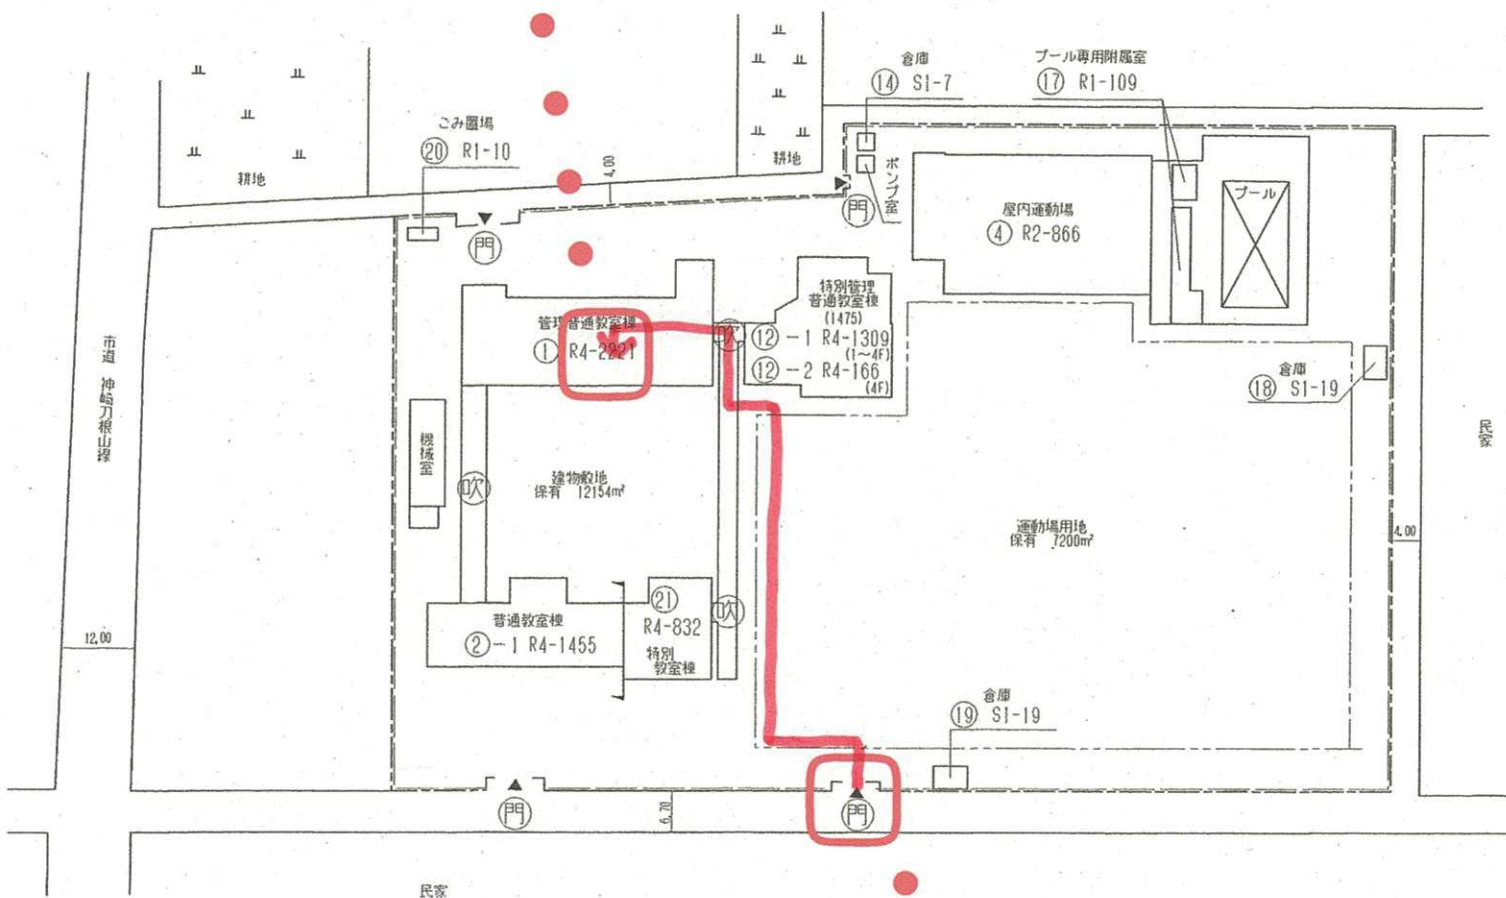 倉庫
⑭ S1-7
プール専用附属室
⑰ R1-109
ごみ置場
⑳ R1-10
耕地
4.00
耕地
門
ポンプ室
門
屋内運動場
④ R2-866
プール
管理普通教室棟
① R4-2221
吹
特別管理
普通教室棟
(1475)
⑫-1 R4-1309
(1〜4F)
⑫-2 R4-166
(4F)
倉庫
⑱ S1-19
市道 神崎刀根山線
民家
機械室
吹
建物敷地
保有 12154㎡
運動場用地
保有 7200㎡
4.00
㉑
R4-832
特別
教室棟
吹
普通教室棟
②-1 R4-1455
12.00
倉庫
⑲ S1-19
門
6.70
門
民家